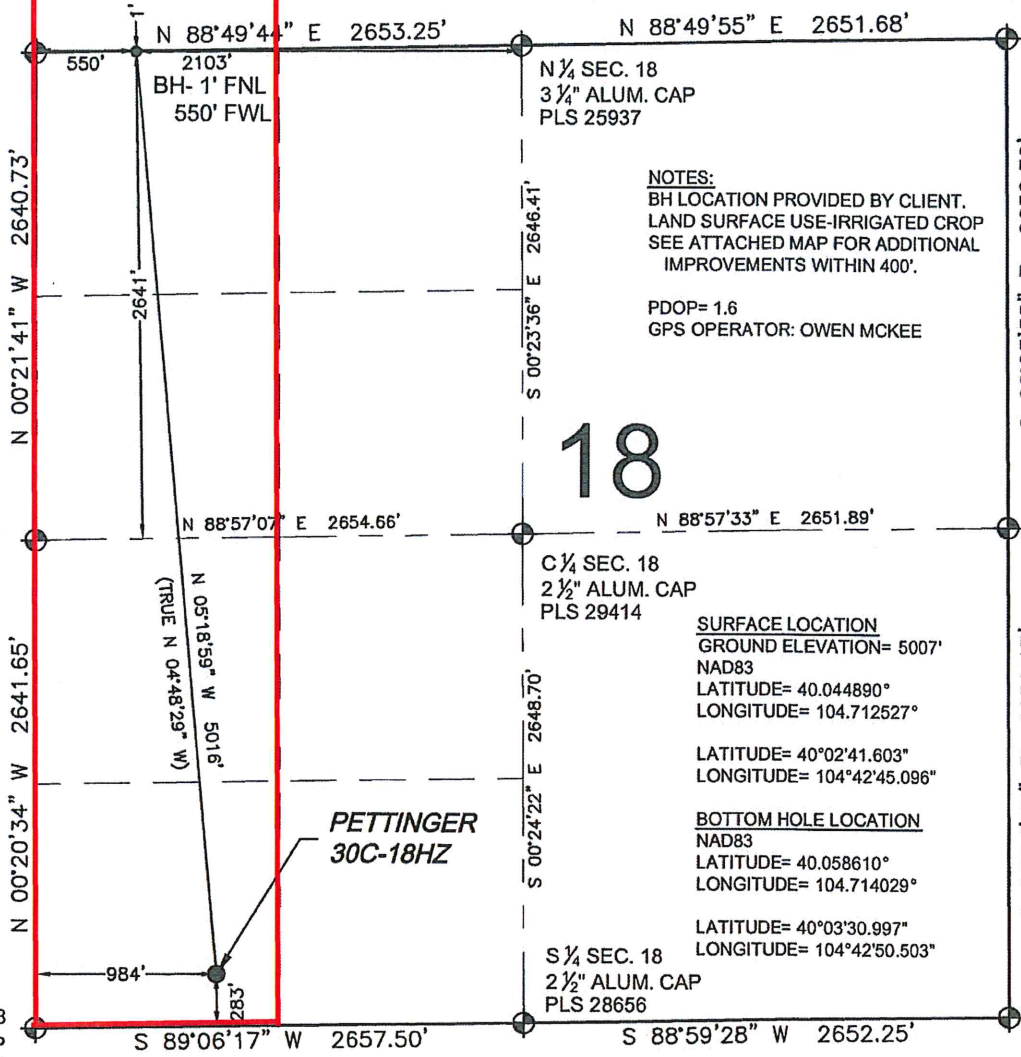 1'
N 88°49'44" E 2653.25'
N 88°49'55" E 2651.68'
550'
2103'
BH- 1' FNL
550' FWL
N ¼ SEC. 18
3 ¼" ALUM. CAP
PLS 25937
N 00°21'41" W 2640.73'
2641'
S 00°23'36" E 2646.41'
NOTES:
BH LOCATION PROVIDED BY CLIENT.
LAND SURFACE USE-IRRIGATED CROP
SEE ATTACHED MAP FOR ADDITIONAL
IMPROVEMENTS WITHIN 400'.
PDOP= 1.6
GPS OPERATOR: OWEN MCKEE
18
N 88°57'07" E 2654.66'
N 88°57'33" E 2651.89'
C ¼ SEC. 18
2 ½" ALUM. CAP
PLS 29414
N 05°18'59" W 5016'
(TRUE N 04°48'29" W)
N 00°20'34" W 2641.65'
S 00°24'22" E 2648.70'
SURFACE LOCATION
GROUND ELEVATION= 5007'
NAD83
LATITUDE= 40.044890°
LONGITUDE= 104.712527°
LATITUDE= 40°02'41.603"
LONGITUDE= 104°42'45.096"
BOTTOM HOLE LOCATION
NAD83
LATITUDE= 40.058610°
LONGITUDE= 104.714029°
LATITUDE= 40°03'30.997"
LONGITUDE= 104°42'50.503"
PETTINGER
30C-18HZ
984'
283'
S ¼ SEC. 18
2 ½" ALUM. CAP
PLS 28656
S 89°06'17" W 2657.50'
S 88°59'28" W 2652.25'